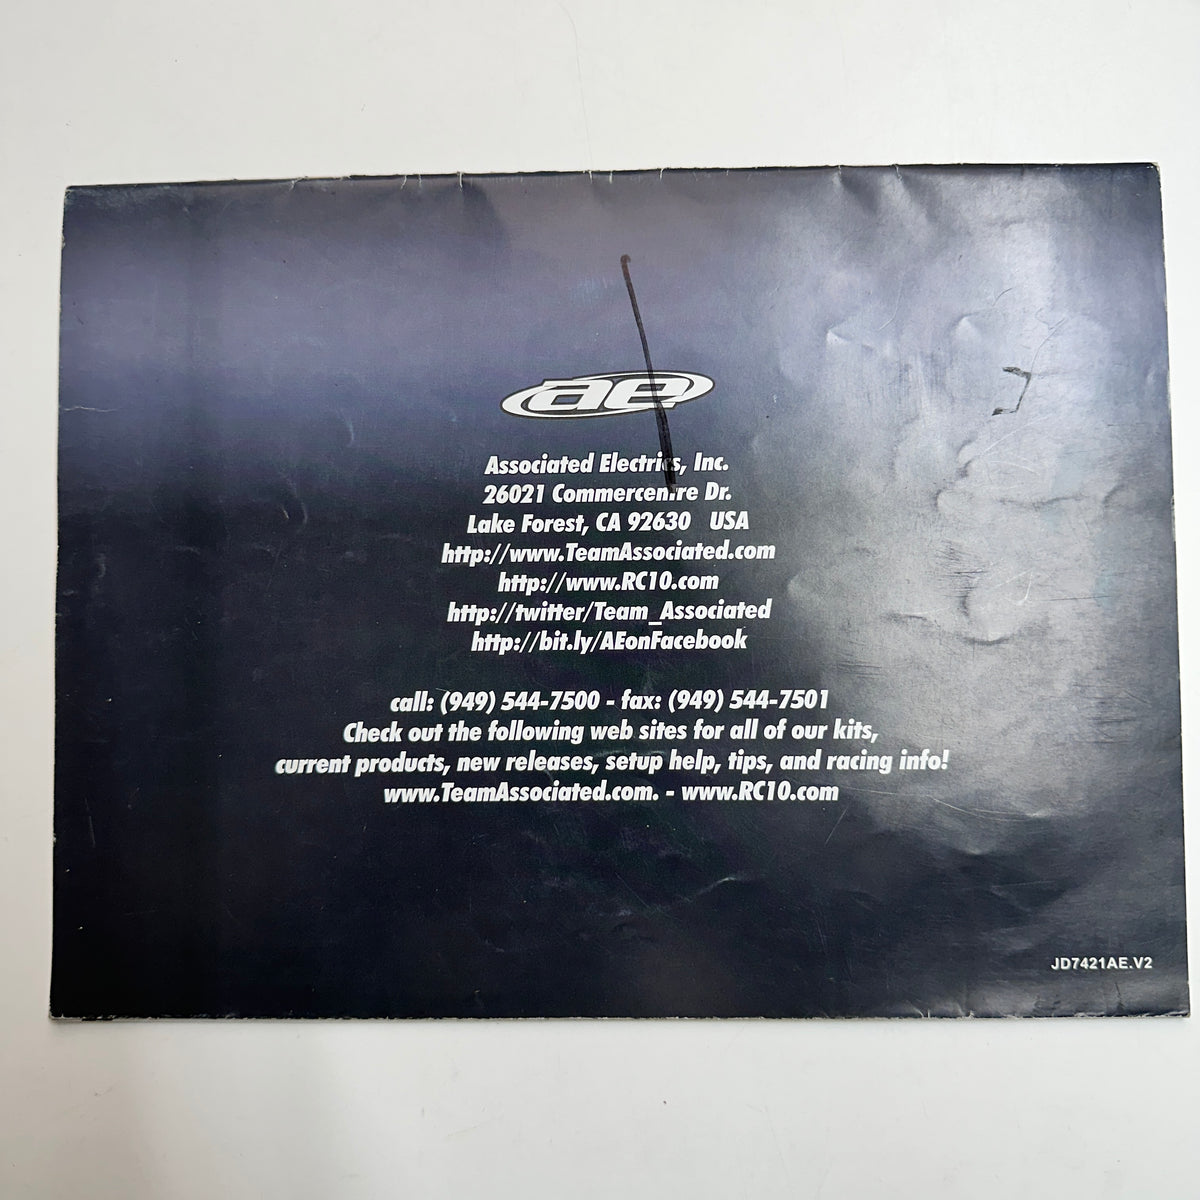 ae
Associated Electrics, Inc.
26021 Commercentre Dr.
Lake Forest, CA 92630 USA
http://www.TeamAssociated.com
http://www.RC10.com
http://twitter/Team_Associated
http://bit.ly/AEonFacebook
call: (949) 544-7500 - fax: (949) 544-7501
Check out the following web sites for all of our kits,
current products, new releases, setup help, tips, and racing info!
www.TeamAssociated.com. - www.RC10.com
JD7421AE.V2